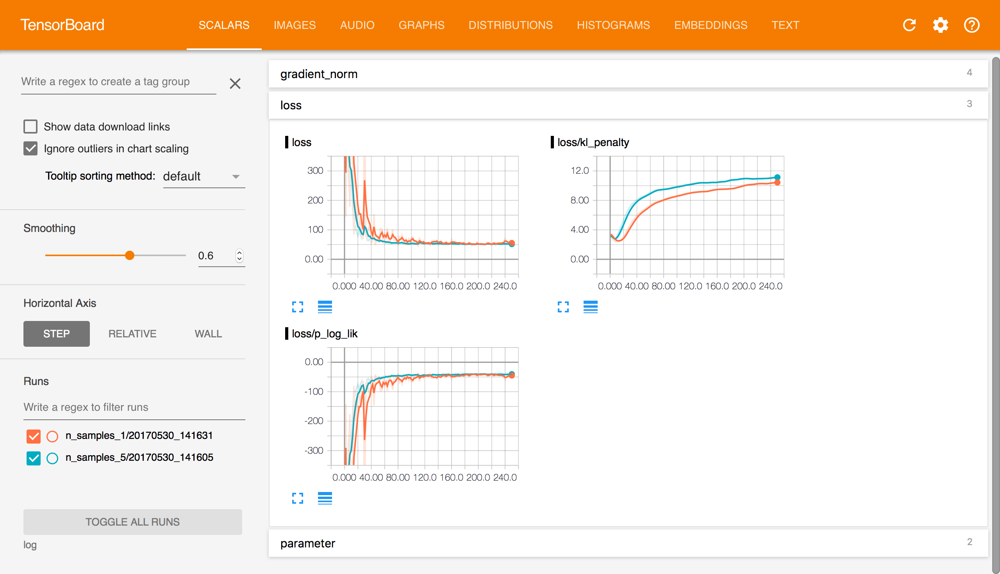 TensorBoard
SCALARS IMAGES AUDIO GRAPHS DISTRIBUTIONS HISTOGRAMS EMBEDDINGS TEXT
Write a regex to create a tag group
Show data download links
Ignore outliers in chart scaling
Tooltip sorting method: default
Smoothing
0.6
Horizontal Axis
STEP RELATIVE WALL
Runs
Write a regex to filter runs
n_samples_1/20170530_141631
n_samples_5/20170530_141605
TOGGLE ALL RUNS
log
gradient_norm 4
loss 3
loss
300
200
100
0.00
0.000 40.00 80.00 120.0 160.0 200.0 240.0
loss/kl_penalty
12.0
8.00
4.00
0.00
0.000 40.00 80.00 120.0 160.0 200.0 240.0
loss/p_log_lik
0.00
-100
-200
-300
0.000 40.00 80.00 120.0 160.0 200.0 240.0
parameter 2